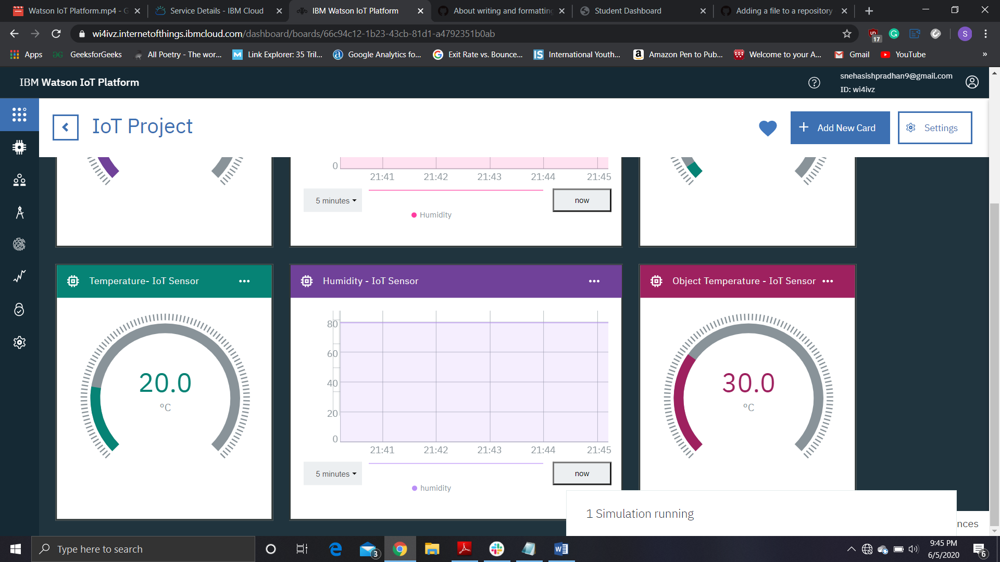 Watson IoT Platform.mp4 - G
Service Details - IBM Cloud
IBM Watson IoT Platform
About writing and formatting
Student Dashboard
Adding a file to a repository
wi4ivz.internetofthings.ibmcloud.com/dashboard/boards/66c94c12-1b23-43cb-81d1-a4792351b0ab
17
S
Apps
GeeksforGeeks
All Poetry - The wor...
Link Explorer: 35 Tril...
Google Analytics fo...
Exit Rate vs. Bounce...
International Youth...
Amazon Pen to Pub...
Welcome to your A...
Gmail
YouTube
»
IBM Watson IoT Platform
snehasishpradhan9@gmail.com
ID: wi4ivz
IoT Project
Add New Card
Settings
0
21:41 21:42 21:43 21:44 21:45
5 minutes
now
Humidity
Temperature- IoT Sensor
20.0
°C
Humidity - IoT Sensor
80
60
40
20
0
21:41 21:42 21:43 21:44 21:45
5 minutes
now
humidity
Object Temperature - IoT Sensor
30.0
°C
1 Simulation running
nces
Type here to search
3
9:45 PM
6/5/2020
6